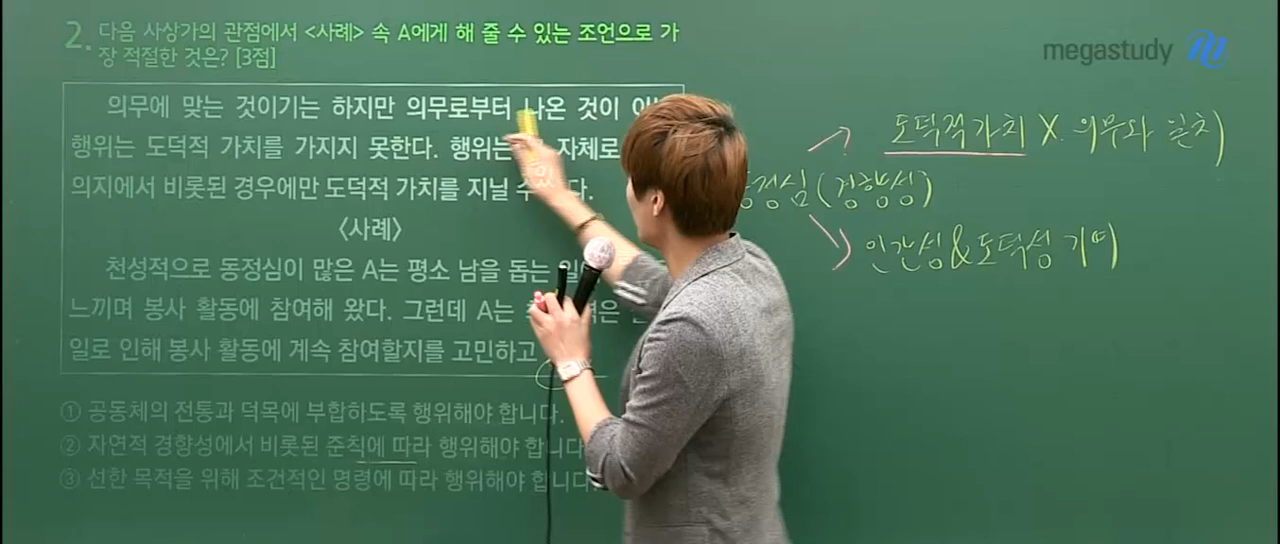 2. 다음 사상가의 관점에서 <사례> 속 A에게 해 줄 수 있는 조언으로 가
장 적절한 것은? [3점]
megastudy
의무에 맞는 것이기는 하지만 의무로부터 나온 것이
행위는 도덕적 가치를 가지지 못한다. 행위는 자체로
의지에서 비롯된 경우에만 도덕적 가치를 지닐 수 있다.
<사례>
천성적으로 동정심이 많은 A는 평소 남을 돕는
느끼며 봉사 활동에 참여해 왔다. 그런데 A는
일로 인해 봉사 활동에 계속 참여할지를 고민하고
① 공동체의 전통과 덕목에 부합하도록 행위해야 합니다.
② 자연적 경향성에서 비롯된 준칙에 따라 행위해야 합니다
③ 선한 목적을 위해 조건적인 명령에 따라 행위해야 합니다.
도덕적가치 X 의무와 일치)
동정심(경향성)
인간성&도덕성 기여